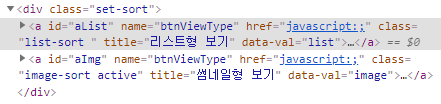 ▼<div class="set-sort">
▶<a id="aList" name="btnViewType" href="javascript:;" class=
"list-sort " title="리스트형 보기" data-val="list">…</a> == $0
▶<a id="aImg" name="btnViewType" href="javascript:;" class=
"image-sort active" title="썸네일형 보기" data-val="image">…</a>
</div>